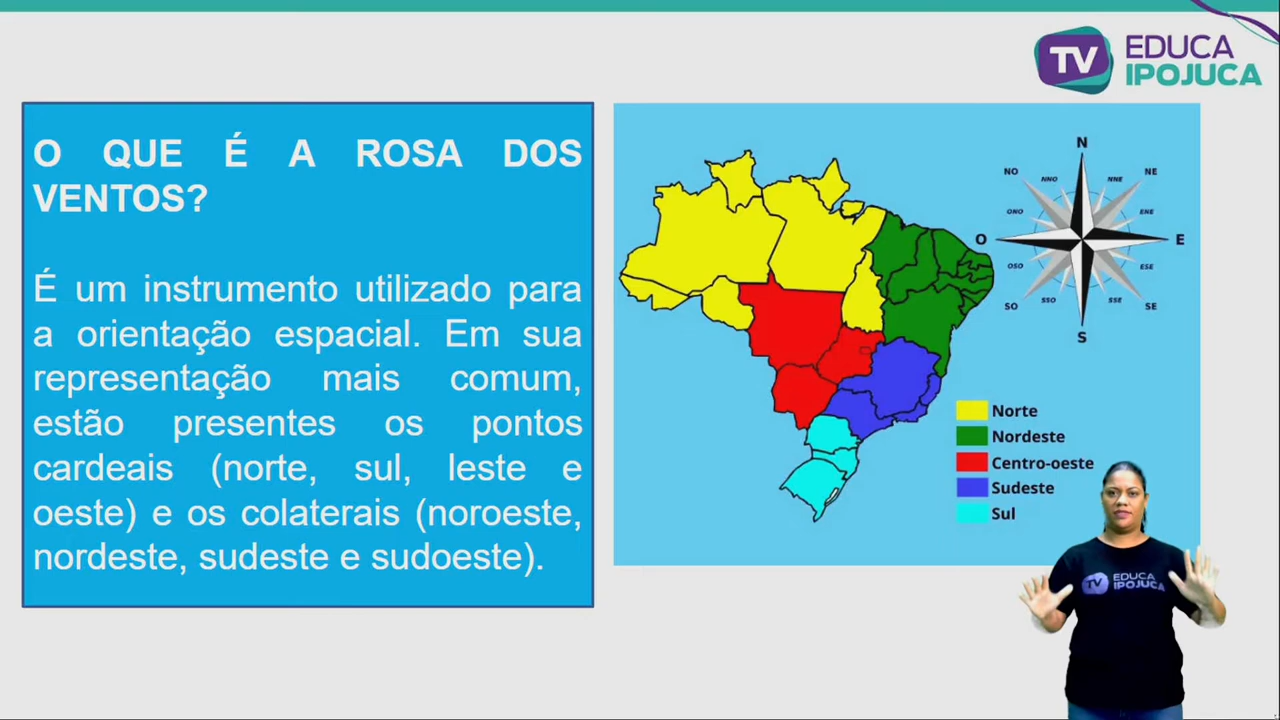 TV EDUCA
IPOJUCA
O QUE É A ROSA DOS
VENTOS?
É um instrumento utilizado para
a orientação espacial. Em sua
representação mais comum,
estão presentes os pontos
cardeais (norte, sul, leste e
oeste) e os colaterais (noroeste,
nordeste, sudeste e sudoeste).
N
NO NNO NNE NE
ONO ENE
O E
OSO ESE
SO SSO SSE SE
S
Norte
Nordeste
Centro-oeste
Sudeste
Sul
TV EDUCA
IPOJUCA